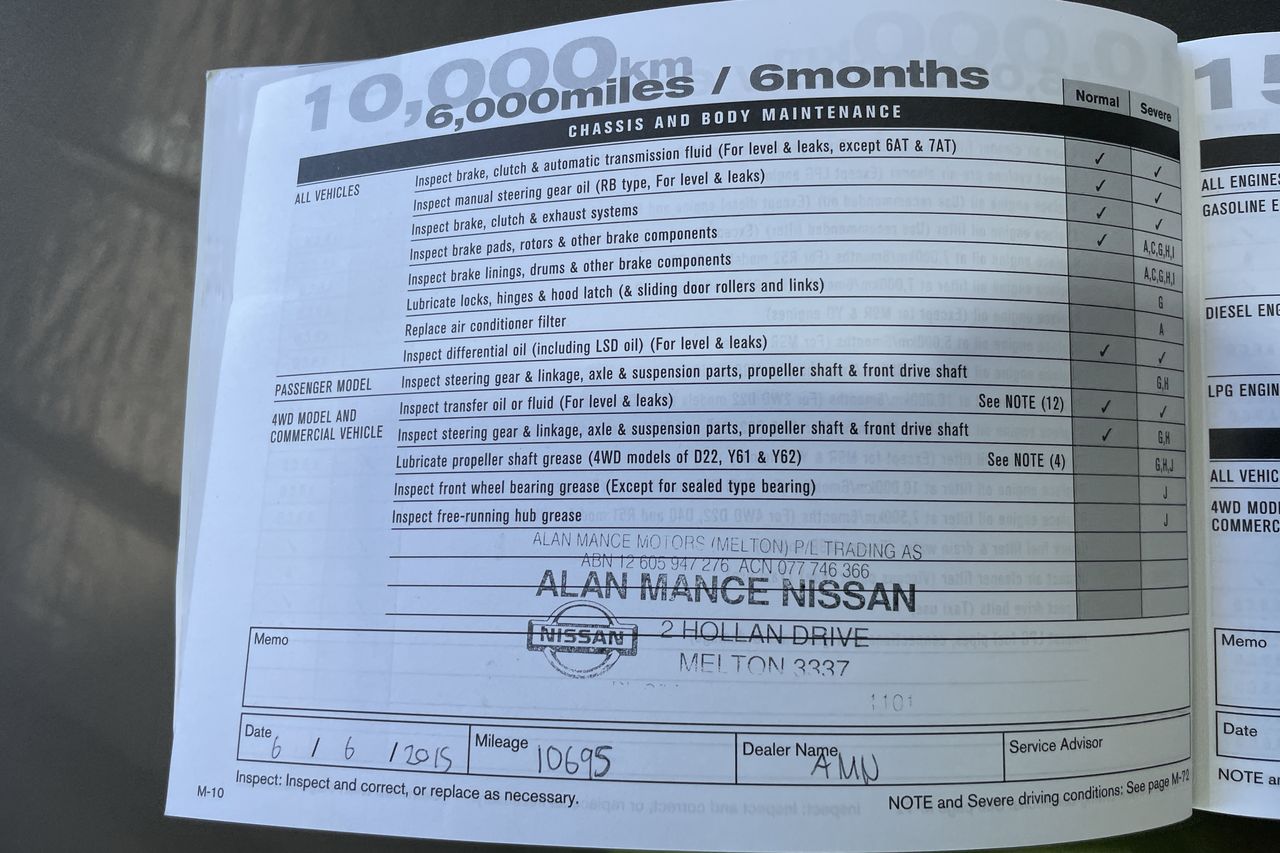 10,000km
6,000miles / 6months
Normal
Severe
CHASSIS AND BODY MAINTENANCE
ALL VEHICLES
Inspect brake, clutch & automatic transmission fluid (For level & leaks, except 6AT & 7AT) ✓ ✓
Inspect manual steering gear oil (RB type, For level & leaks) ✓ ✓
Inspect brake, clutch & exhaust systems ✓ ✓
Inspect brake pads, rotors & other brake components ✓ A,C,G,H,I
Inspect brake linings, drums & other brake components A,C,G,H,I
Lubricate locks, hinges & hood latch (& sliding door rollers and links) G
Replace air conditioner filter A
Inspect differential oil (including LSD oil) (For level & leaks) ✓ ✓
PASSENGER MODEL Inspect steering gear & linkage, axle & suspension parts, propeller shaft & front drive shaft G,H
4WD MODEL AND
COMMERCIAL VEHICLE
Inspect transfer oil or fluid (For level & leaks) See NOTE (12) ✓ ✓
Inspect steering gear & linkage, axle & suspension parts, propeller shaft & front drive shaft ✓ G,H
Lubricate propeller shaft grease (4WD models of D22, Y61 & Y62) See NOTE (4) G,H,J
Inspect front wheel bearing grease (Except for sealed type bearing) J
Inspect free-running hub grease J
ALAN MANCE MOTORS (MELTON) P/L TRADING AS
ABN 12 605 947 276 ACN 077 746 366
ALAN MANCE NISSAN
NISSAN
2 HOLLAN DRIVE
MELTON 3337
1101
Memo
Date 6 / 6 / 2015
Mileage 10695
Dealer Name AMN
Service Advisor
M-10
Inspect: Inspect and correct, or replace as necessary.
NOTE and Severe driving conditions: See page M-72
15
ALL ENGINES
GASOLINE E
DIESEL ENG
LPG ENGIN
ALL VEHIC
4WD MODE
COMMERC
Memo
Date
NOTE an